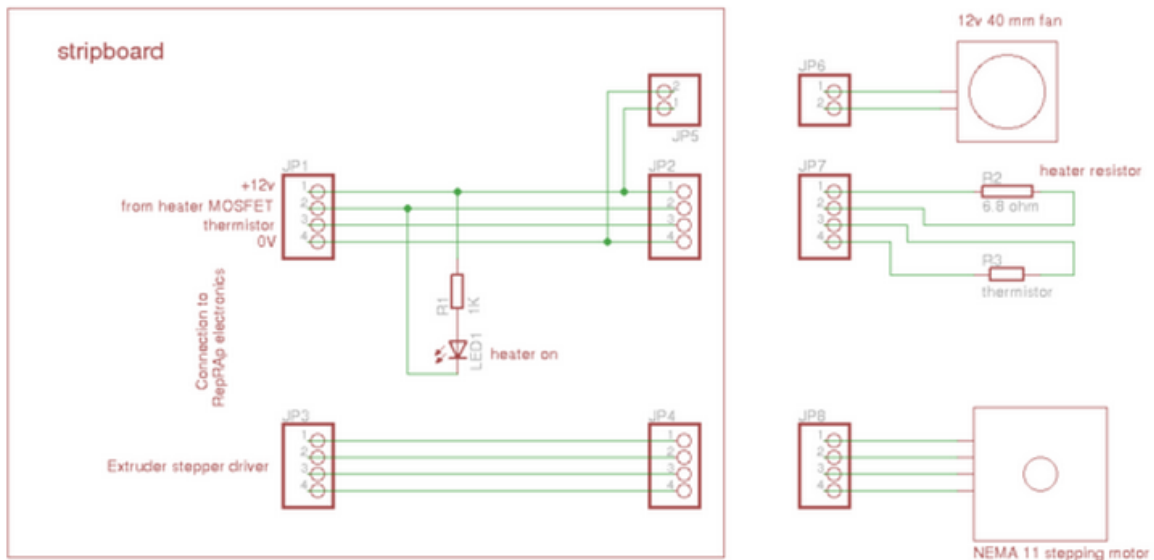 12v 40 mm fan
stripboard
JP6
1
2
2
1
JP5
JP1
JP2
JP7
heater resistor
+12v
1
1
1
R2
from heater MOSFET
2
2
2
6.8 ohm
thermistor
3
3
3
0V
4
4
4
R3
thermistor
R1
1K
Connection to
RepRAp electronics
LED1
heater on
JP3
JP4
JP8
1
1
1
2
2
2
Extruder stepper driver
3
3
3
4
4
4
NEMA 11 stepping motor